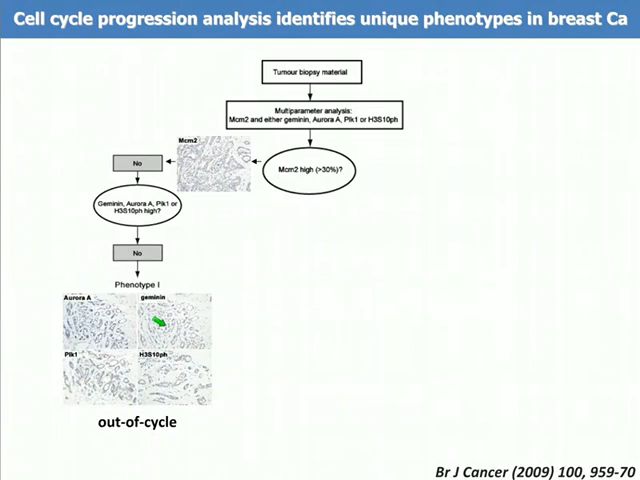 Cell cycle progression analysis identifies unique phenotypes in breast Ca
Tumour biopsy material
Multiparameter analysis:
Mcm2 and either geminin, Aurora A, Plk1 or H3S10ph
Mcm2
No
Mcm2 high (>30%)?
Geminin, Aurora A, Plk1 or
H3S10ph high?
No
Phenotype I
Aurora A
geminin
Plk1
H3S10ph
out-of-cycle
Br J Cancer (2009) 100, 959-70